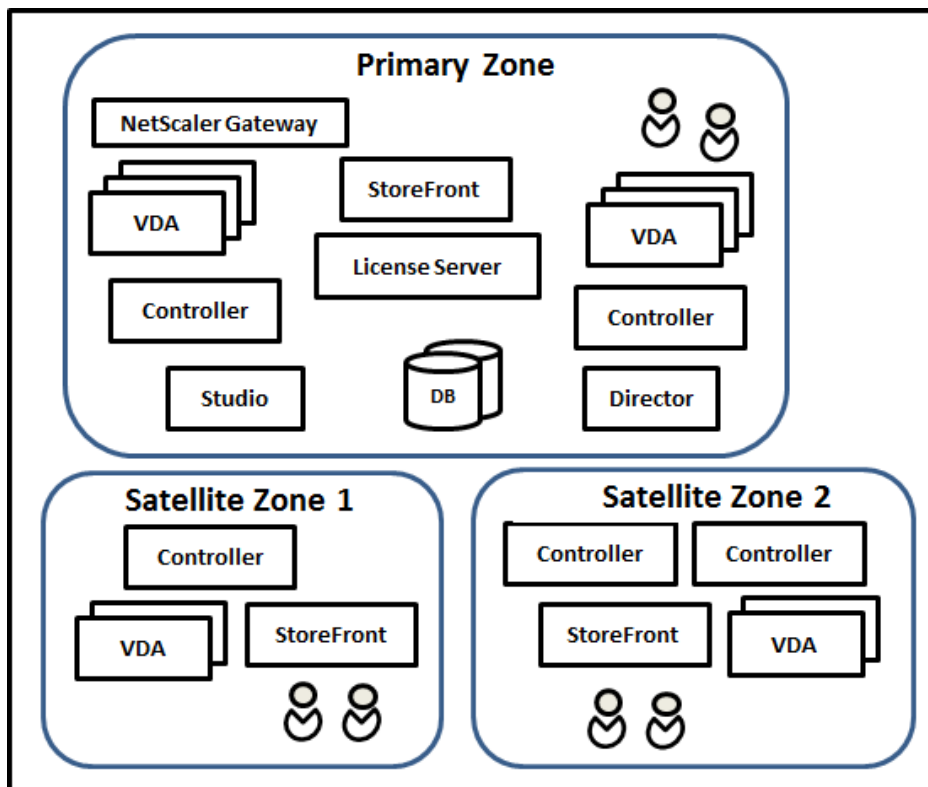 Primary Zone
NetScaler Gateway
StoreFront
VDA
VDA
License Server
Controller
Controller
Studio
DB
Director
Satellite Zone 1
Controller
VDA
StoreFront
Satellite Zone 2
Controller
Controller
StoreFront
VDA